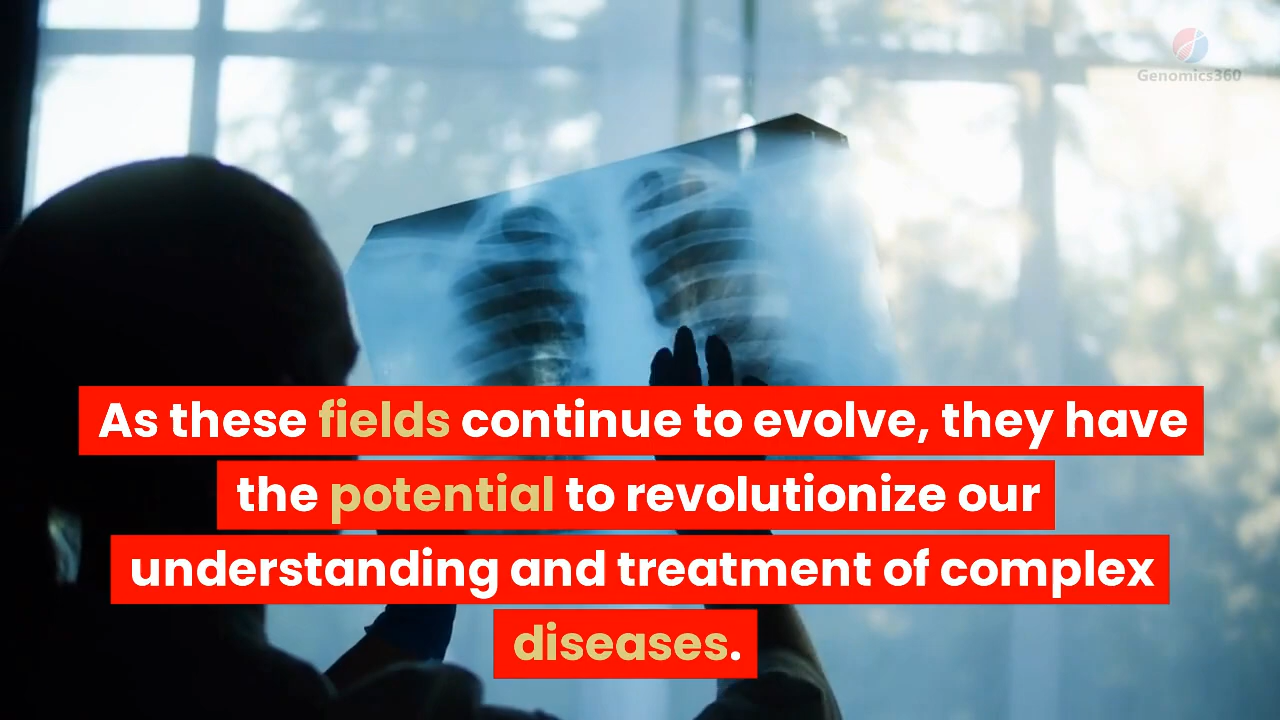 Genomics360
As these fields continue to evolve, they have
the potential to revolutionize our
understanding and treatment of complex
diseases.